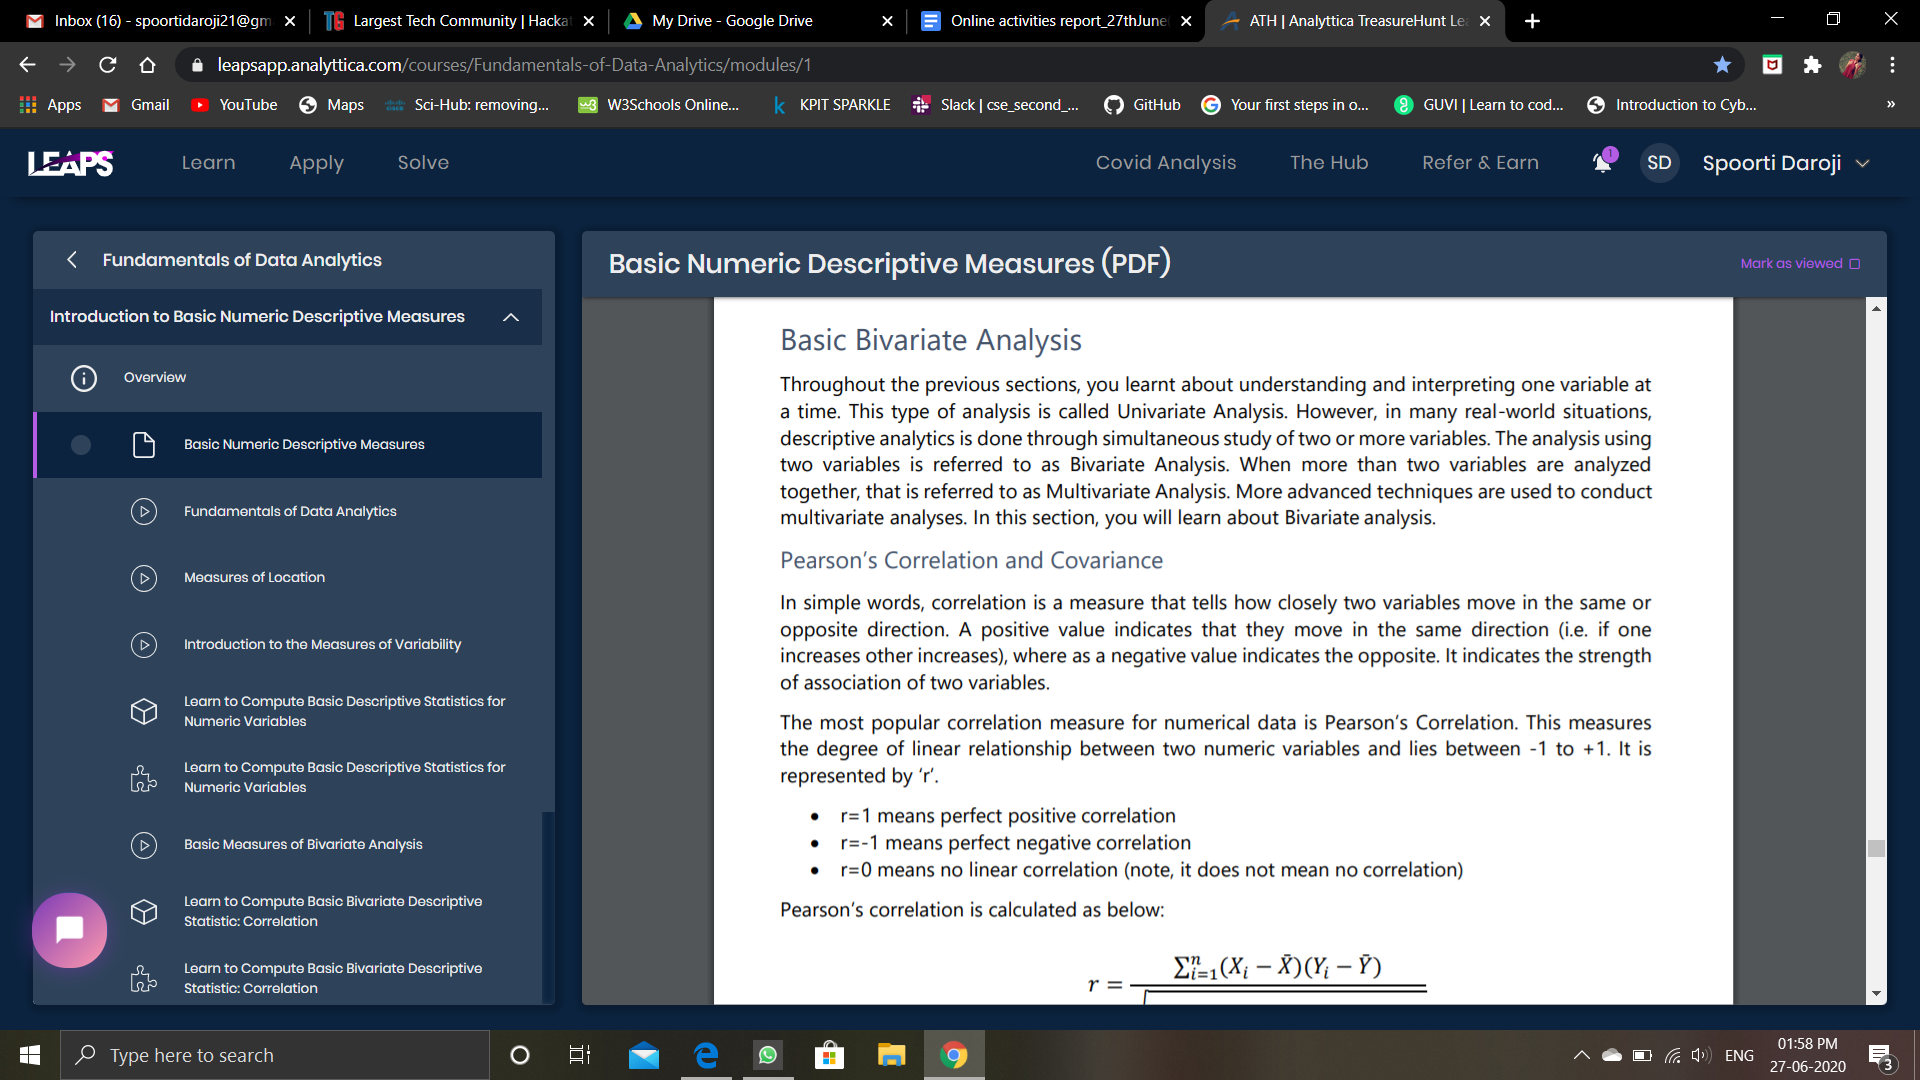 Inbox (16) - spoortidaroji21@gm
Largest Tech Community | Hacka
My Drive - Google Drive
Online activities report_27thJune
ATH | Analyttica TreasureHunt Le
leapsapp.analyttica.com/courses/Fundamentals-of-Data-Analytics/modules/1
Apps
Gmail
YouTube
Maps
Sci-Hub: removing...
W3Schools Online...
KPIT SPARKLE
Slack | cse_second_...
GitHub
Your first steps in o...
GUVI | Learn to cod...
Introduction to Cyb...
»
LEAPS
Learn
Apply
Solve
Covid Analysis
The Hub
Refer & Earn
1
SD
Spoorti Daroji
Fundamentals of Data Analytics
Introduction to Basic Numeric Descriptive Measures
Overview
Basic Numeric Descriptive Measures
Fundamentals of Data Analytics
Measures of Location
Introduction to the Measures of Variability
Learn to Compute Basic Descriptive Statistics for
Numeric Variables
Learn to Compute Basic Descriptive Statistics for
Numeric Variables
Basic Measures of Bivariate Analysis
Learn to Compute Basic Bivariate Descriptive
Statistic: Correlation
Learn to Compute Basic Bivariate Descriptive
Statistic: Correlation
Basic Numeric Descriptive Measures (PDF)
Mark as viewed
Basic Bivariate Analysis
Throughout the previous sections, you learnt about understanding and interpreting one variable at
a time. This type of analysis is called Univariate Analysis. However, in many real-world situations,
descriptive analytics is done through simultaneous study of two or more variables. The analysis using
two variables is referred to as Bivariate Analysis. When more than two variables are analyzed
together, that is referred to as Multivariate Analysis. More advanced techniques are used to conduct
multivariate analyses. In this section, you will learn about Bivariate analysis.
Pearson's Correlation and Covariance
In simple words, correlation is a measure that tells how closely two variables move in the same or
opposite direction. A positive value indicates that they move in the same direction (i.e. if one
increases other increases), where as a negative value indicates the opposite. It indicates the strength
of association of two variables.
The most popular correlation measure for numerical data is Pearson's Correlation. This measures
the degree of linear relationship between two numeric variables and lies between -1 to +1. It is
represented by 'r'.
• r=1 means perfect positive correlation
• r=-1 means perfect negative correlation
• r=0 means no linear correlation (note, it does not mean no correlation)
Pearson's correlation is calculated as below:
∑ⁿᵢ₌₁(Xᵢ − X̄)(Yᵢ − Ȳ)
r =
Type here to search
ENG
01:58 PM
27-06-2020
3